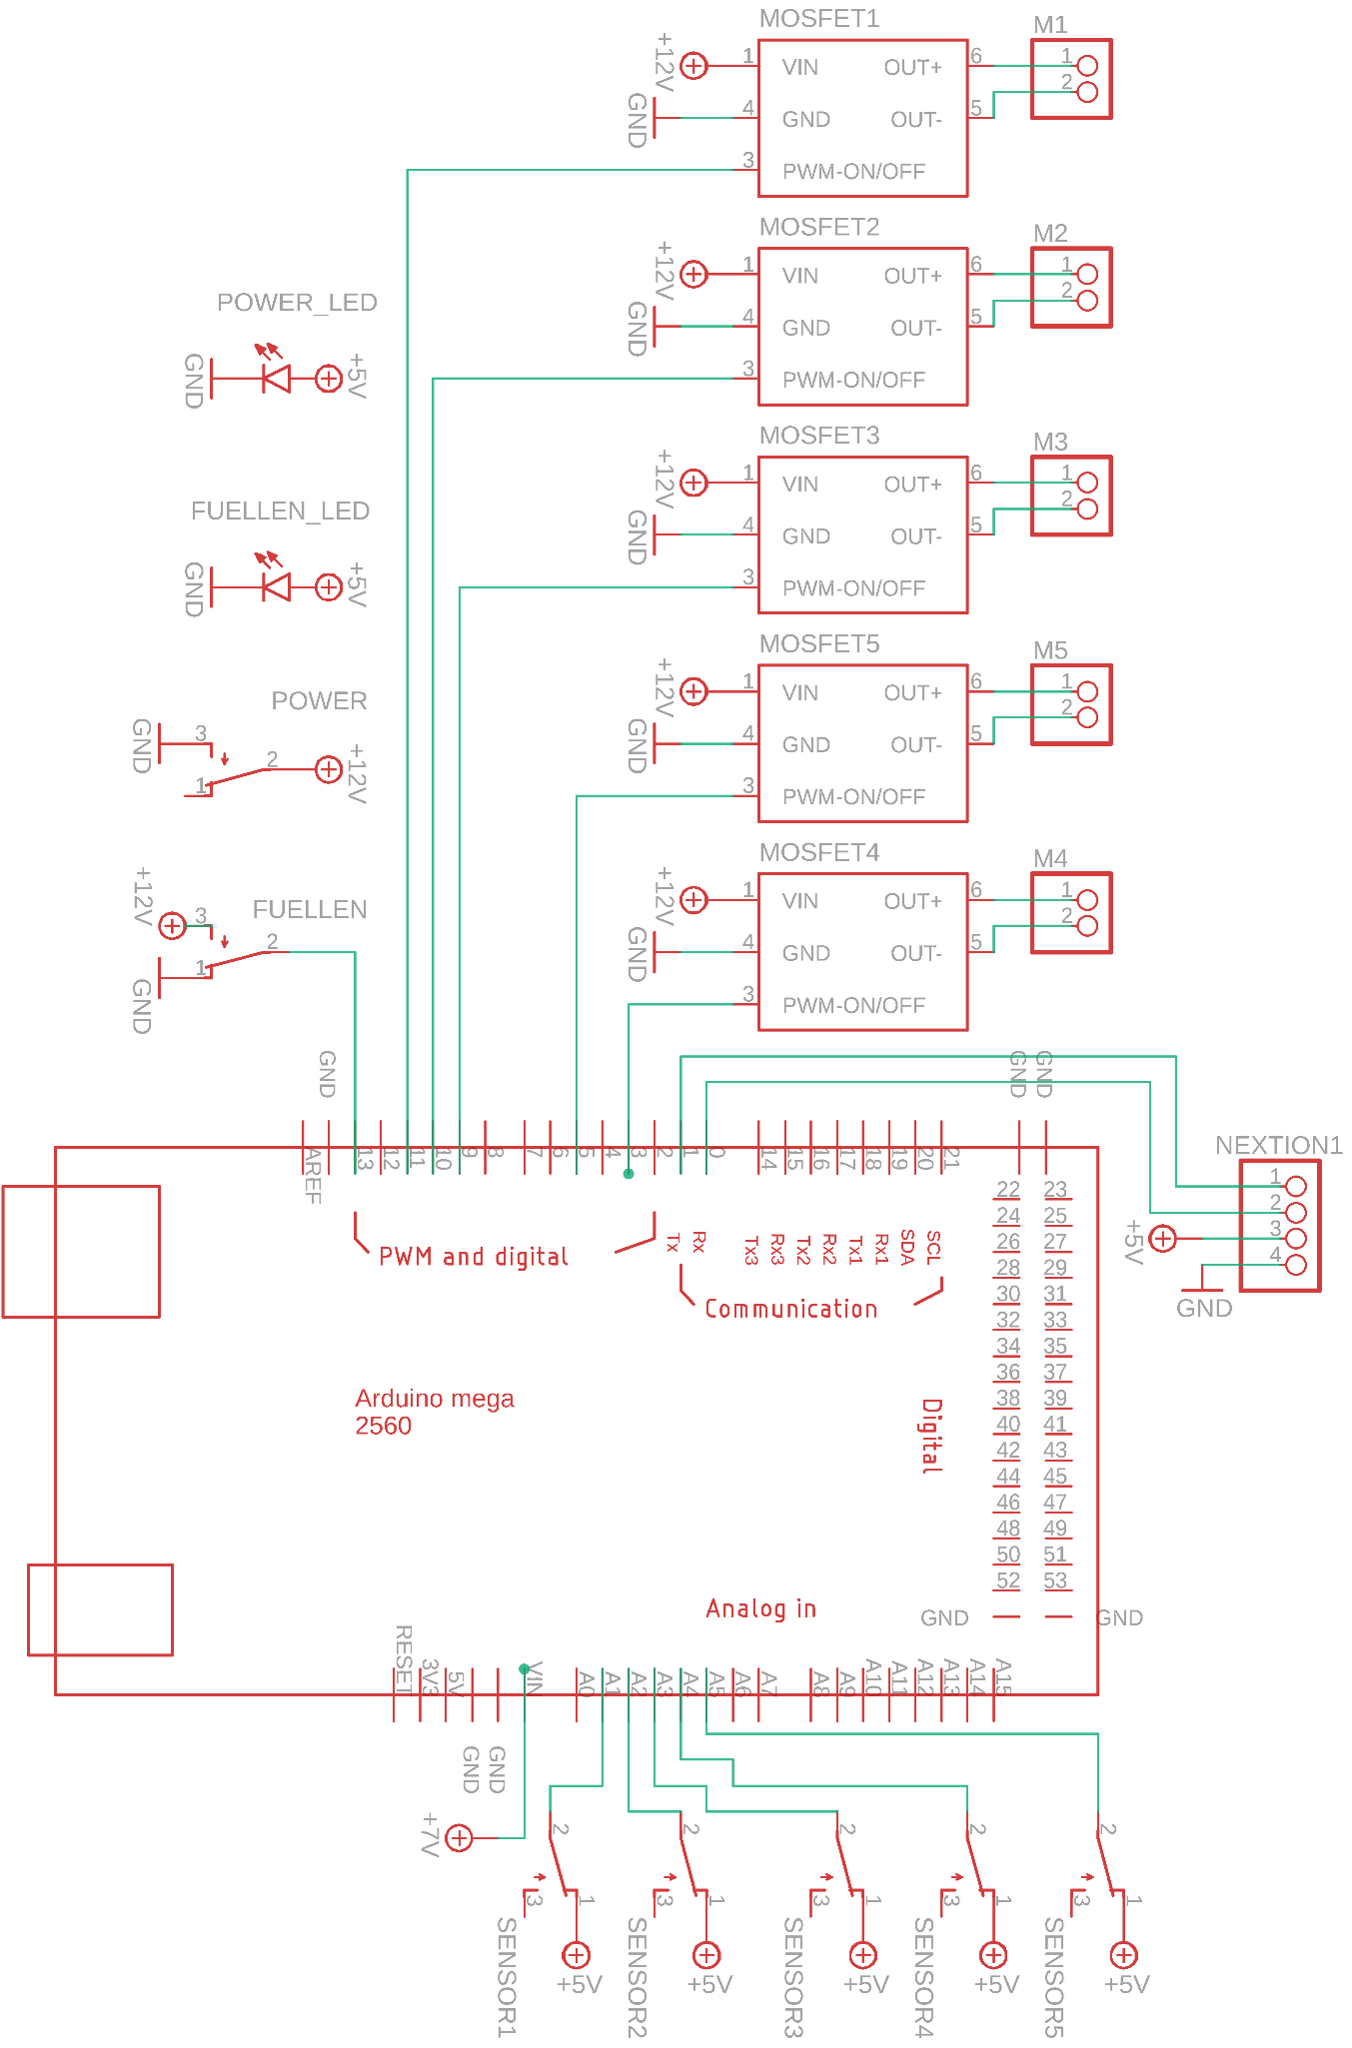 MOSFET1
M1
+12V
1
VIN
OUT+
6
1
2
GND
4
GND
OUT-
5
3
PWM-ON/OFF
MOSFET2
M2
+12V
1
VIN
OUT+
6
1
2
GND
4
GND
OUT-
5
3
PWM-ON/OFF
POWER_LED
GND
+5V
MOSFET3
M3
+12V
1
VIN
OUT+
6
1
2
GND
4
GND
OUT-
5
3
PWM-ON/OFF
FUELLEN_LED
GND
+5V
MOSFET5
M5
+12V
1
VIN
OUT+
6
1
2
GND
4
GND
OUT-
5
3
PWM-ON/OFF
POWER
GND
3
2
1
+12V
MOSFET4
M4
+12V
1
VIN
OUT+
6
1
2
GND
4
GND
OUT-
5
3
PWM-ON/OFF
FUELLEN
+12V
3
2
1
GND
GND
GND
GND
AREF
13
12
11
10
9
8
7
6
5
4
3
2
1
0
14
15
16
17
18
19
20
21
NEXTION1
1
2
3
4
+5V
GND
PWM and digital
Tx
Rx
Tx3
Rx3
Tx2
Rx2
Tx1
Rx1
SDA
SCL
Communication
22 23
24 25
26 27
28 29
30 31
32 33
34 35
36 37
38 39
40 41
42 43
44 45
46 47
48 49
50 51
52 53
GND GND
Arduino mega
2560
Digital
Analog in
RESET
3V3
5V
GND
GND
VIN
A0
A1
A2
A3
A4
A5
A6
A7
A8
A9
A10
A11
A12
A13
A14
A15
+7V
2
3
1
SENSOR1
+5V
2
3
1
SENSOR2
+5V
2
3
1
SENSOR3
+5V
2
3
1
SENSOR4
+5V
2
3
1
SENSOR5
+5V